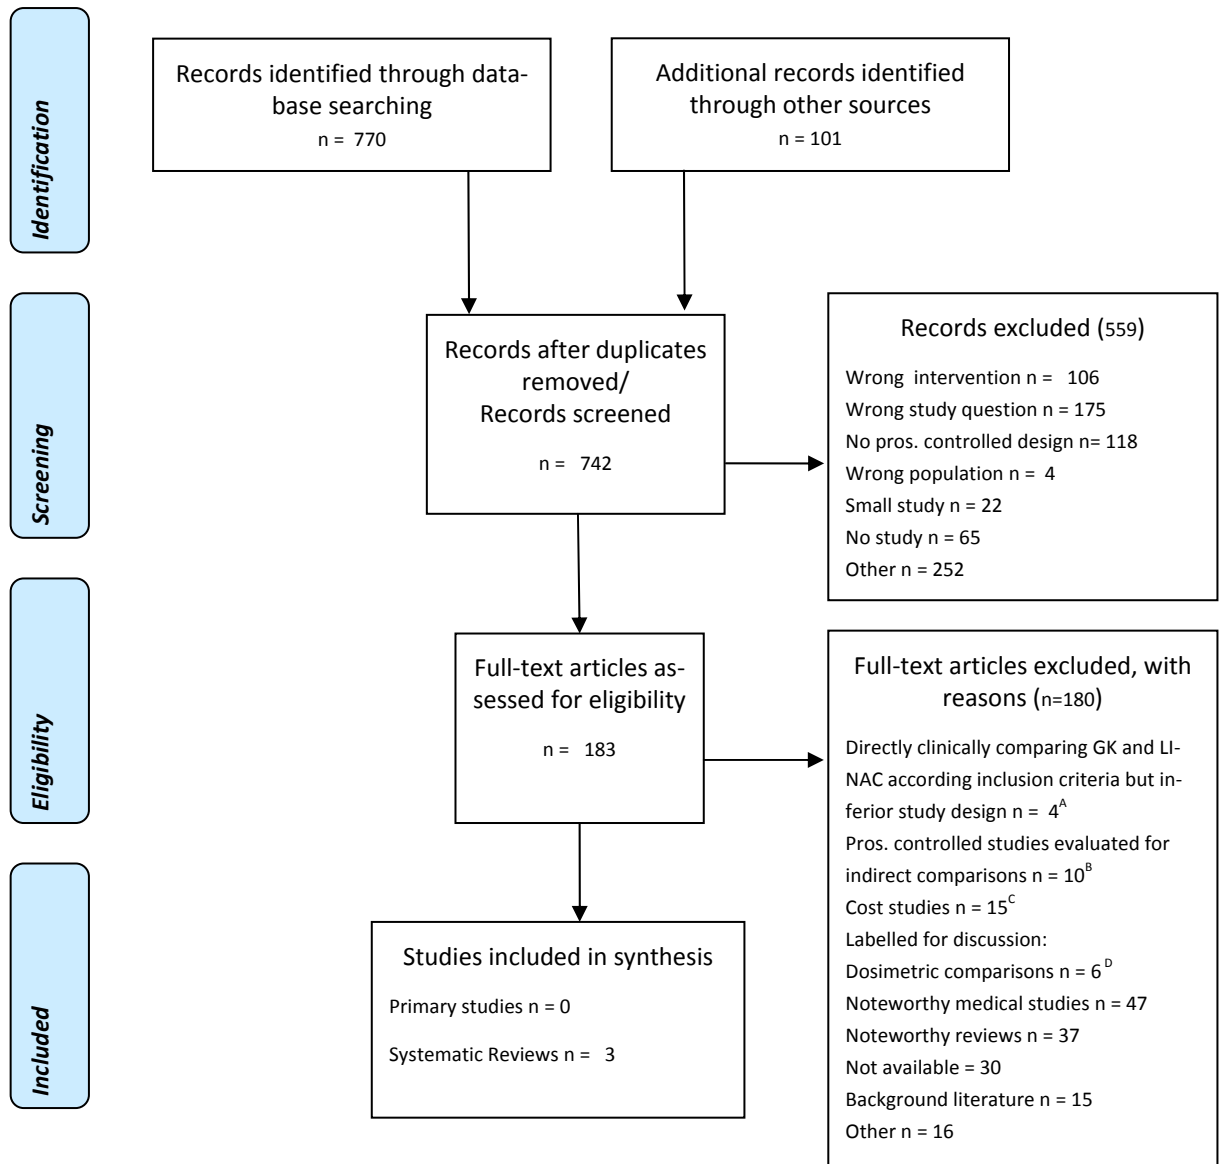 Identification
Records identified through data-
base searching
n = 770
Additional records identified
through other sources
n = 101
Screening
Records after duplicates
removed/
Records screened
n = 742
Records excluded (559)
Wrong intervention n = 106
Wrong study question n = 175
No pros. controlled design n= 118
Wrong population n = 4
Small study n = 22
No study n = 65
Other n = 252
Eligibility
Full-text articles as-
sessed for eligibility
n = 183
Full-text articles excluded, with
reasons (n=180)
Directly clinically comparing GK and LI-
NAC according inclusion criteria but in-
ferior study design n = 4A
Pros. controlled studies evaluated for
indirect comparisons n = 10B
Cost studies n = 15C
Labelled for discussion:
Dosimetric comparisons n = 6 D
Noteworthy medical studies n = 47
Noteworthy reviews n = 37
Not available = 30
Background literature n = 15
Other n = 16
Included
Studies included in synthesis
Primary studies n = 0
Systematic Reviews n = 3